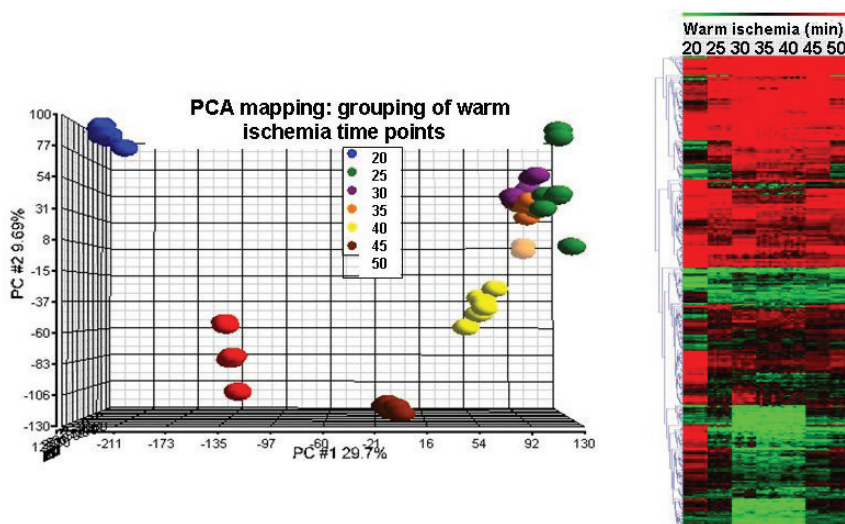 PCA mapping: grouping of warm
ischemia time points
20
25
30
35
40
45
50
PC #2 9.69%
100
77
54
31
8
-15
-37
-60
-83
-106
-130
-211 -173 -135 -97 -60 -21 16 54 92 130
PC #1 29.7%
Warm ischemia (min)
20 25 30 35 40 45 50